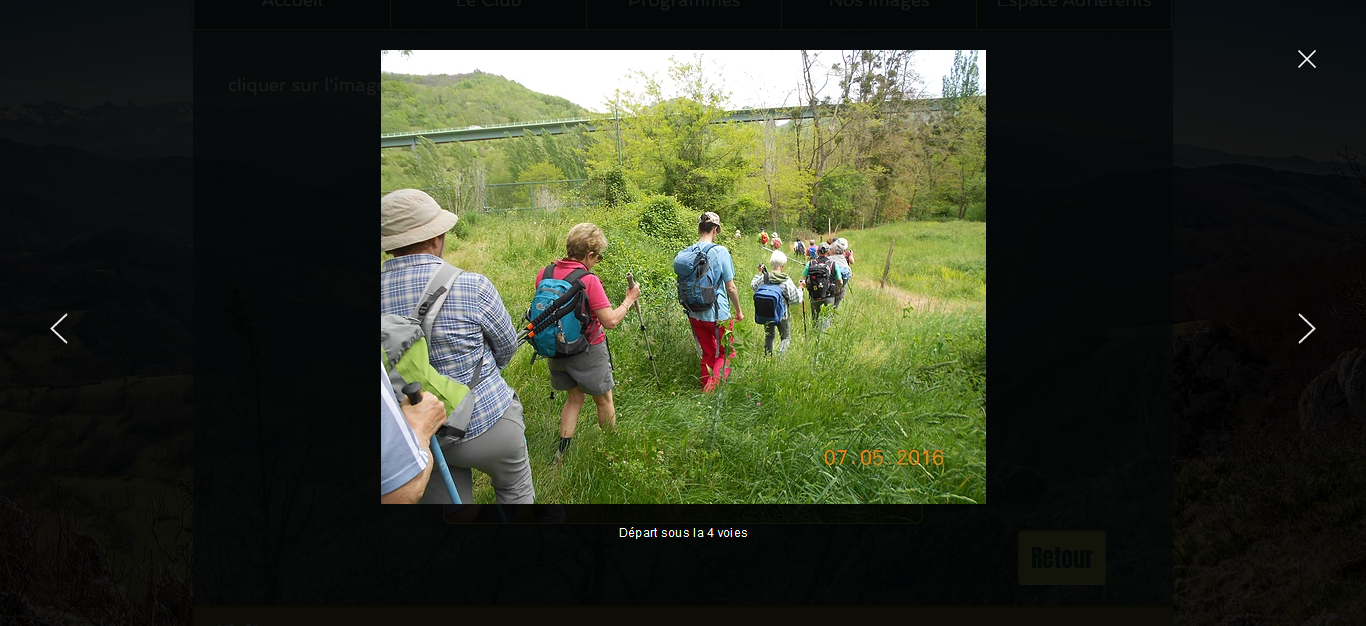 Accueil
Le Club
Programmes
Nos images
Espace Adhérents
cliquer sur l'imag
07 05 2016
Départ sous la 4 voies
Retour